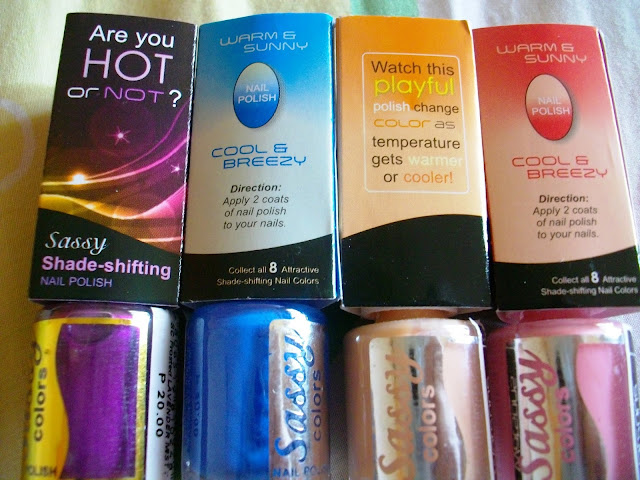 Are you
HOT
or NOT?
Sassy
Shade-shifting
NAIL POLISH
WARM &
SUNNY
NAIL
POLISH
COOL &
BREEZY
Direction:
Apply 2 coats
of nail polish
to your nails.
Collect all 8 Attractive
Shade-shifting Nail Colors
Watch this
playful
polish change
color as
temperature
gets warmer
or cooler!
WARM &
SUNNY
NAIL
POLISH
COOL &
BREEZY
Direction:
Apply 2 coats
of nail polish
to your nails.
Collect all 8 Attractive
Shade-shifting Nail Colors
colors
POLISH
P 20.00
Sassy
colors
NAIL POLIS
Sassy
colors
Sassy
colors